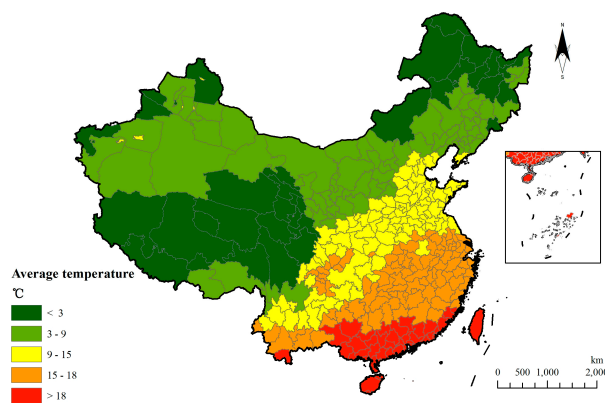 N
S
Average temperature
℃
< 3
3 - 9
9 - 15
15 - 18
> 18
km
0 500 1,000 2,000